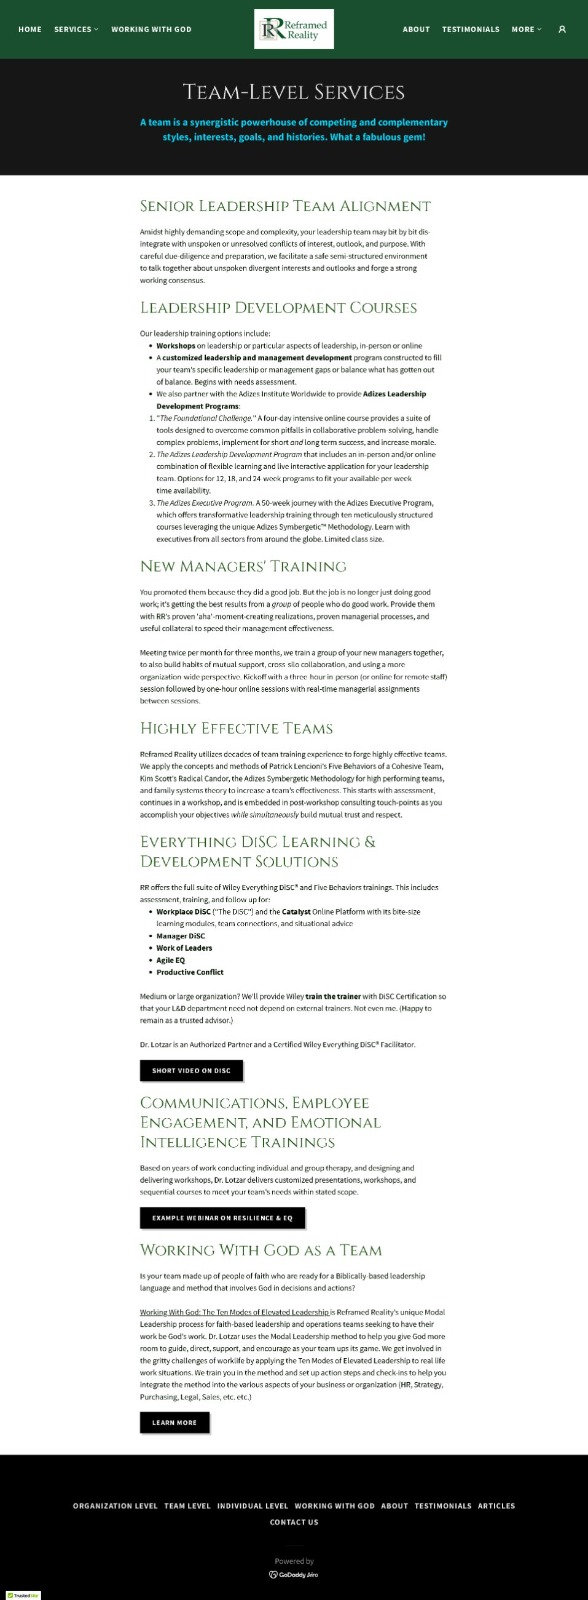 HOME SERVICES WORKING WITH GOD
Reframed
Reality
ABOUT TESTIMONIALS MORE
TEAM-LEVEL SERVICES
A team is a synergistic powerhouse of competing and complementary
styles, interests, goals, and histories. What a fabulous gem!
SENIOR LEADERSHIP TEAM ALIGNMENT
Amidst highly demanding scope and complexity, your leadership team may bit by bit dis-
integrate with unspoken or unresolved conflicts of interest, outlook, and purpose. With
careful due-diligence and preparation, we facilitate a safe semi-structured environment
to talk together about unspoken divergent interests and outlooks and forge a strong
working consensus.
LEADERSHIP DEVELOPMENT COURSES
Our leadership training options include:
• Workshops on leadership or particular aspects of leadership, in-person or online
• A customized leadership and management development program constructed to fill
your team's specific leadership or management gaps or balance what has gotten out
of balance. Begins with needs assessment.
• We also partner with the Adizes Institute Worldwide to provide Adizes Leadership
Development Programs:
1. "The Foundational Challenge." A four-day intensive online course provides a suite of
tools designed to overcome common pitfalls in collaborative problem-solving, handle
complex problems, implement for short and long term success, and increase morale.
2. The Adizes Leadership Development Program that includes an in-person and/or online
combination of flexible learning and live interactive application for your leadership
team. Options for 12, 18, and 24-week programs to fit your available per-week
time availability.
3. The Adizes Executive Program. A 50-week journey with the Adizes Executive Program,
which offers transformative leadership training through ten meticulously structured
courses leveraging the unique Adizes Symbergetic™ Methodology. Learn with
executives from all sectors from around the globe. Limited class size.
NEW MANAGERS' TRAINING
You promoted them because they did a good job. But the job is no longer just doing good
work; it's getting the best results from a group of people who do good work. Provide them
with RR's proven 'aha'-moment-creating realizations, proven managerial processes, and
useful collateral to speed their management effectiveness.
Meeting twice per month for three months, we train a group of your new managers together,
to also build habits of mutual support, cross-silo collaboration, and using a more
organization-wide perspective. Kickoff with a three-hour in-person (or online for remote staff)
session followed by one-hour online sessions with real-time managerial assignments
between sessions.
HIGHLY EFFECTIVE TEAMS
Reframed Reality utilizes decades of team training experience to forge highly effective teams.
We apply the concepts and methods of Patrick Lencioni's Five Behaviors of a Cohesive Team,
Kim Scott's Radical Candor, the Adizes Symbergetic Methodology for high performing teams,
and family systems theory to increase a team's effectiveness. This starts with assessment,
continues in a workshop, and is embedded in post-workshop consulting touch-points as you
accomplish your objectives while simultaneously build mutual trust and respect.
EVERYTHING DISC LEARNING &
DEVELOPMENT SOLUTIONS
RR offers the full suite of Wiley Everything DiSC® and Five Behaviors trainings. This includes
assessment, training, and follow up for:
• Workplace DiSC ("The DiSC") and the Catalyst Online Platform with its bite-size
learning modules, team connections, and situational advice
• Manager DiSC
• Work of Leaders
• Agile EQ
• Productive Conflict
Medium or large organization? We'll provide Wiley train the trainer with DiSC Certification so
that your L&D department need not depend on external trainers. Not even me. (Happy to
remain as a trusted advisor.)
Dr. Lotzar is an Authorized Partner and a Certified Wiley Everything DiSC® Facilitator.
SHORT VIDEO ON DISC
COMMUNICATIONS, EMPLOYEE
ENGAGEMENT, AND EMOTIONAL
INTELLIGENCE TRAININGS
Based on years of work conducting individual and group therapy, and designing and
delivering workshops, Dr. Lotzar delivers customized presentations, workshops, and
sequential courses to meet your team's needs within stated scope.
EXAMPLE WEBINAR ON RESILIENCE & EQ
WORKING WITH GOD AS A TEAM
Is your team made up of people of faith who are ready for a Biblically-based leadership
language and method that involves God in decisions and actions?
Working With God: The Ten Modes of Elevated Leadership is Reframed Reality's unique Modal
Leadership process for faith-based leadership and operations teams seeking to have their
work be God's work. Dr. Lotzar uses the Modal Leadership method to help you give God more
room to guide, direct, support, and encourage as your team ups its game. We get involved in
the gritty challenges of worklife by applying the Ten Modes of Elevated Leadership to real life
work situations. We train you in the method and set up action steps and check-ins to help you
integrate the method into the various aspects of your business or organization (HR, Strategy,
Purchasing, Legal, Sales, etc. etc.)
LEARN MORE
ORGANIZATION LEVEL TEAM LEVEL INDIVIDUAL LEVEL WORKING WITH GOD ABOUT TESTIMONIALS ARTICLES
CONTACT US
Powered by
GoDaddy Airo
TrustedSite